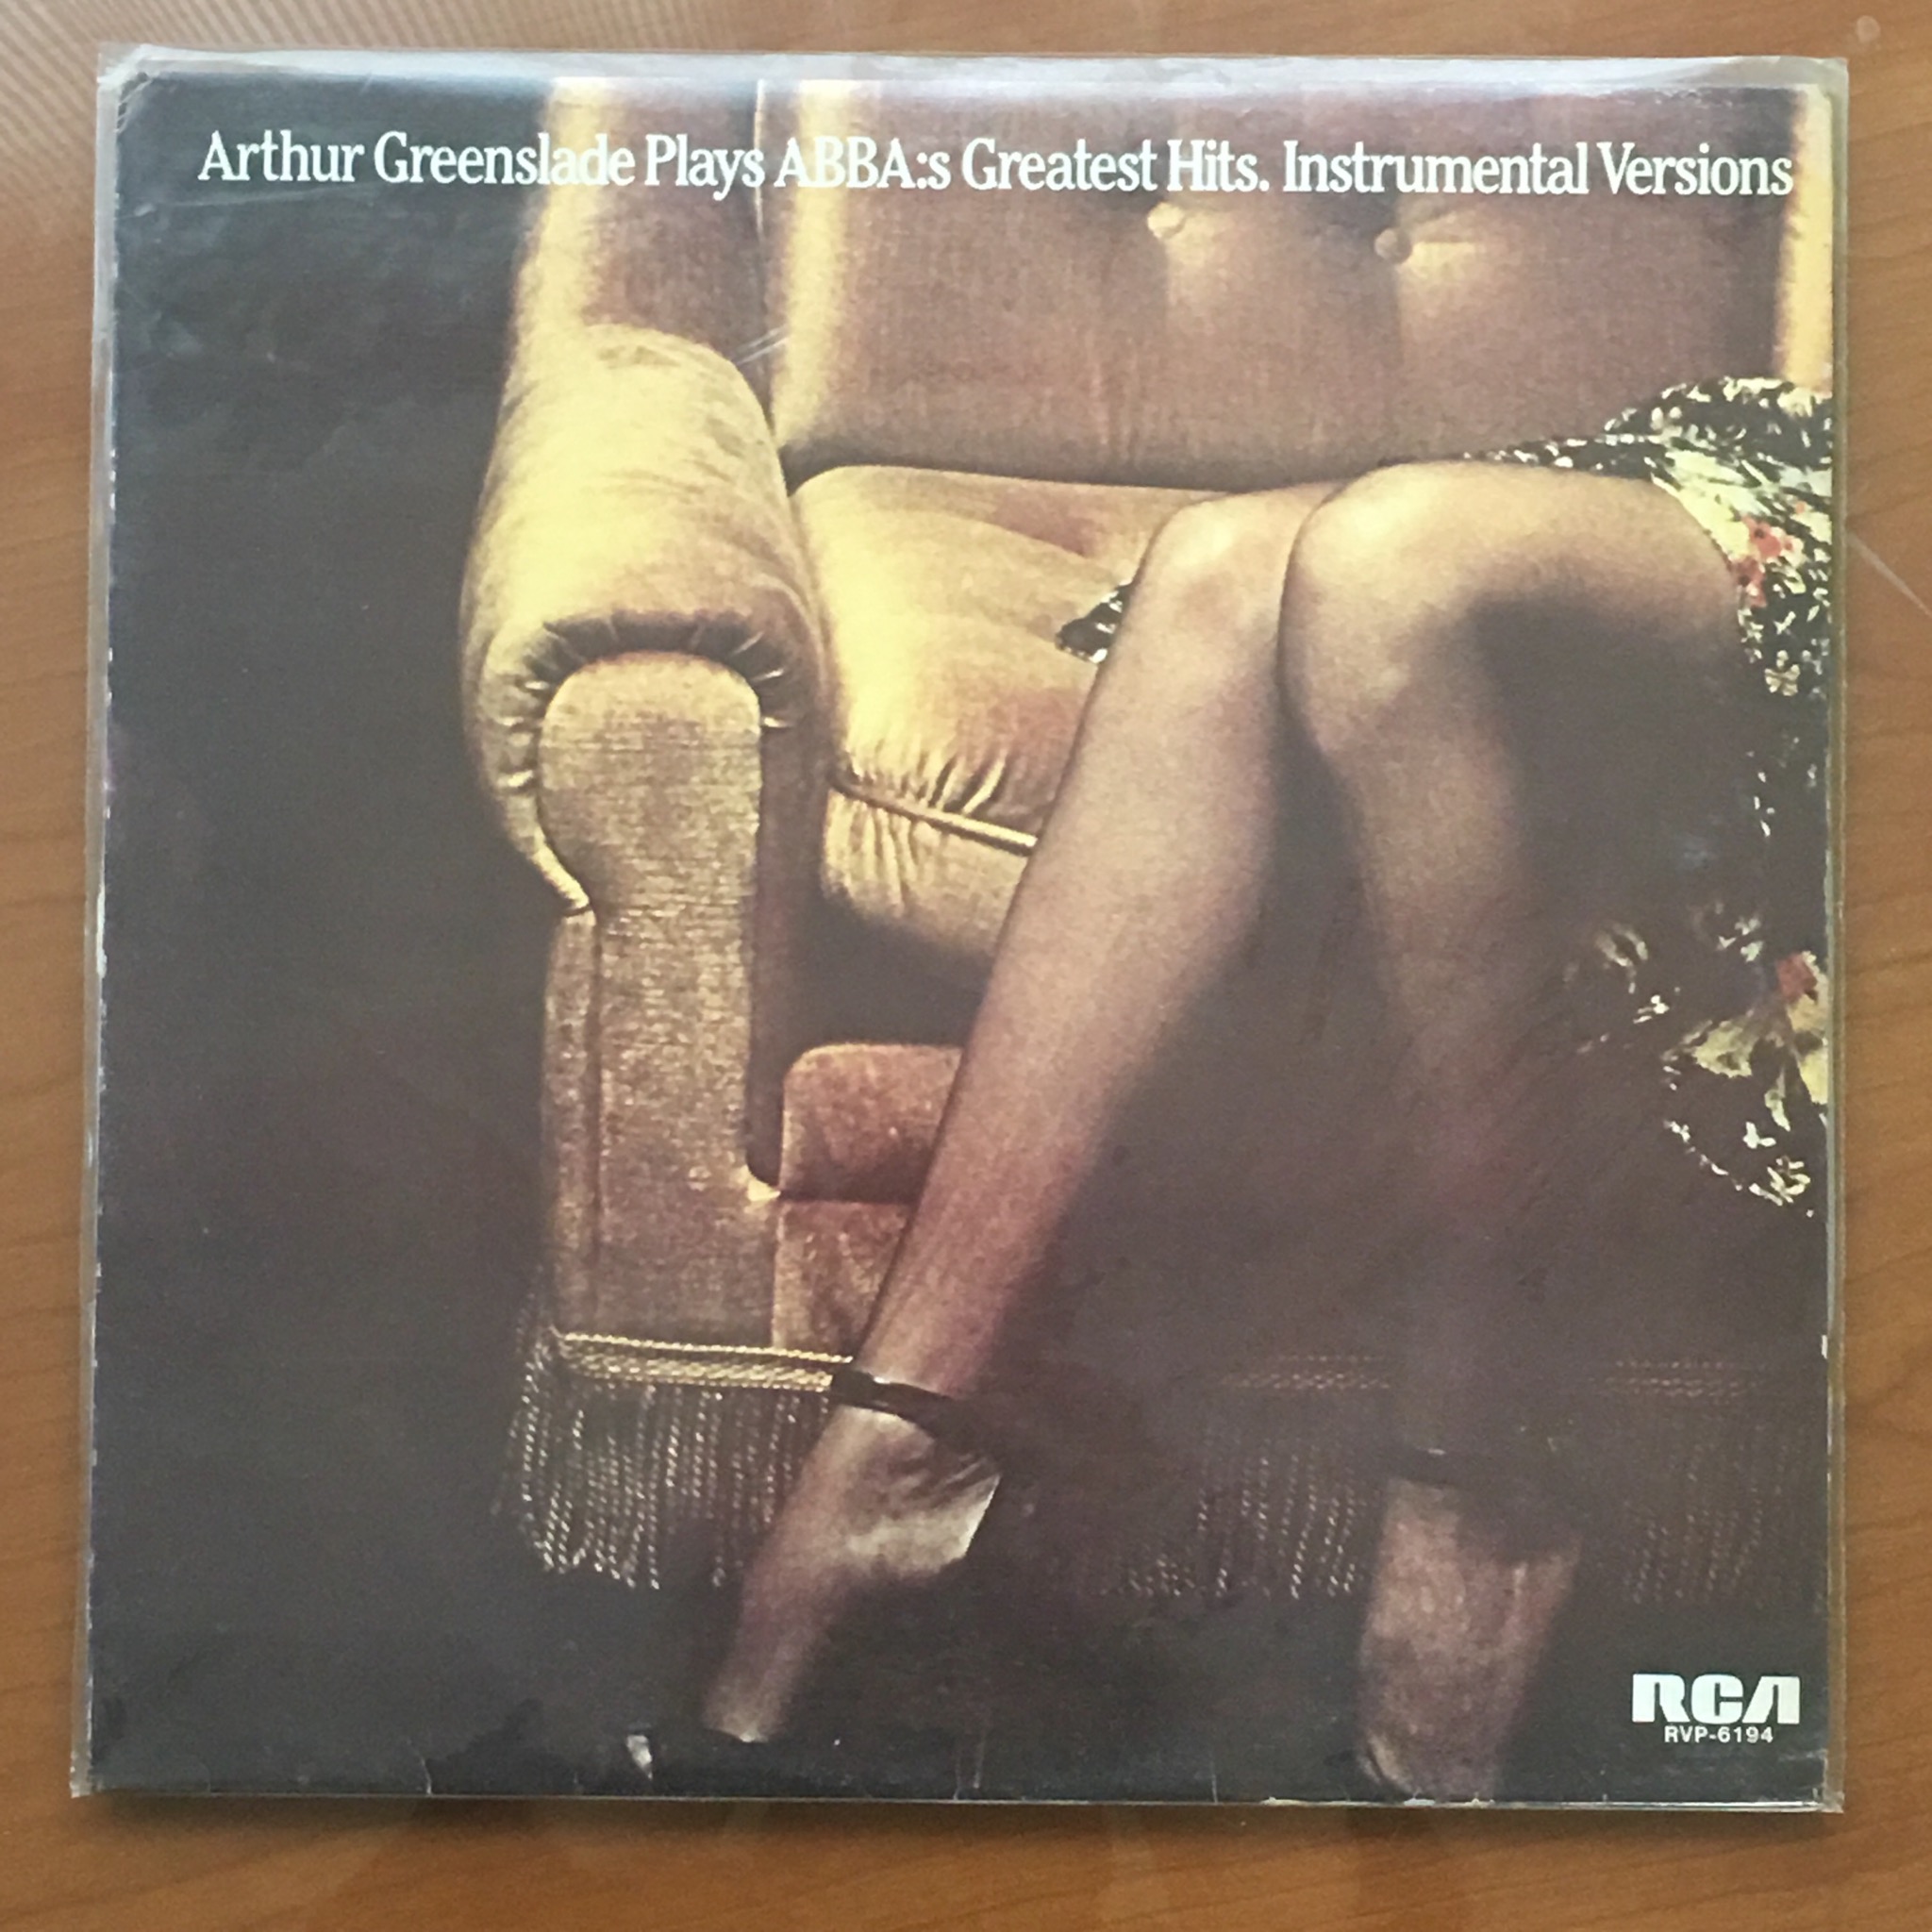 Arthur Greenslade Plays ABBA:s Greatest Hits. Instrumental Versions
RCA
RVP-6194